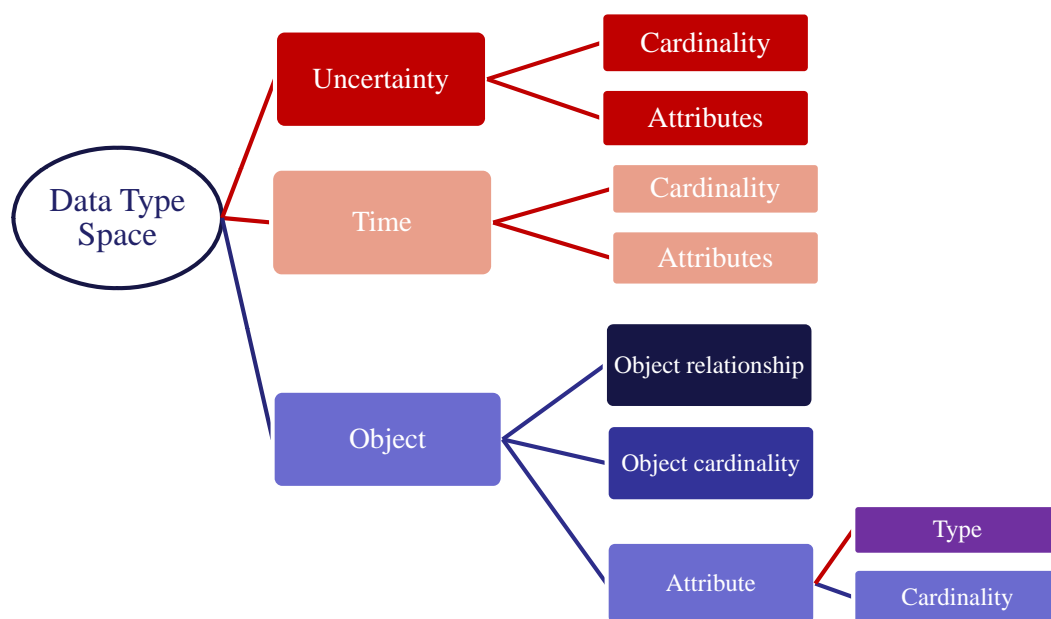 Cardinality
Uncertainty
Attributes
Data Type
Space
Cardinality
Time
Attributes
Object relationship
Object
Object cardinality
Type
Attribute
Cardinality